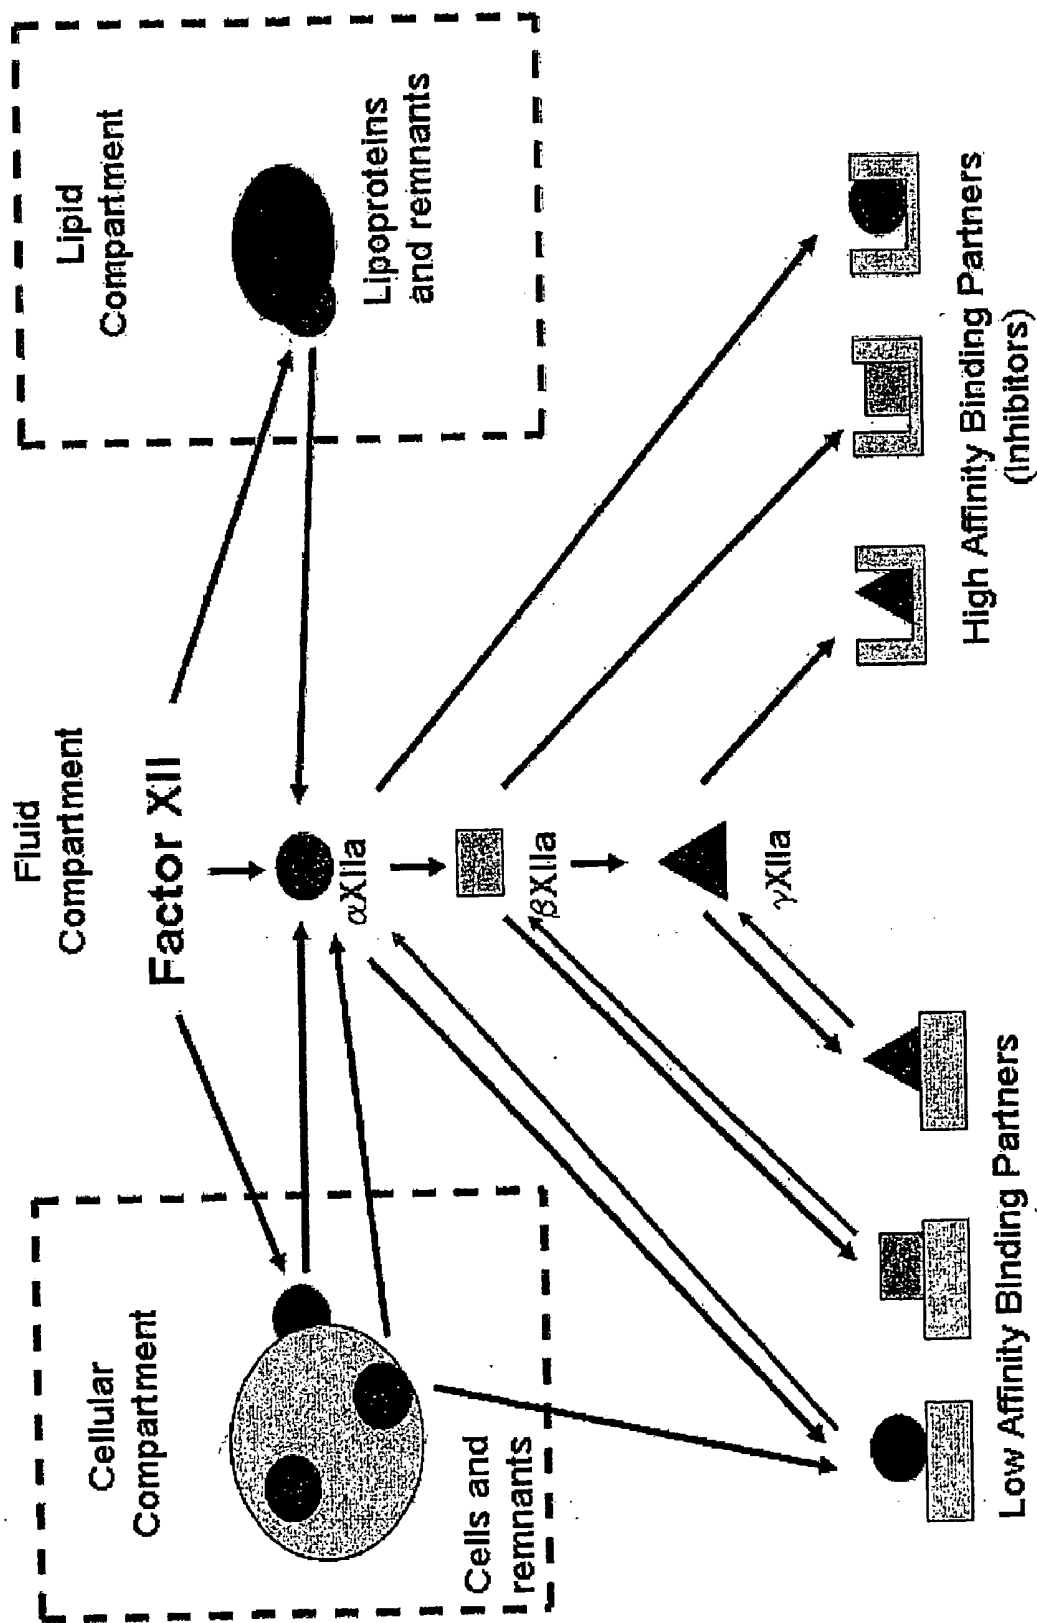 Fluid
Compartment
Cellular
Compartment
Factor XII
Lipid
Compartment
αXIIa
βXIIa
γXIIa
Cells and
remnants
Lipoproteins
and remnants
Low Affinity Binding Partners
High Affinity Binding Partners
(Inhibitors)